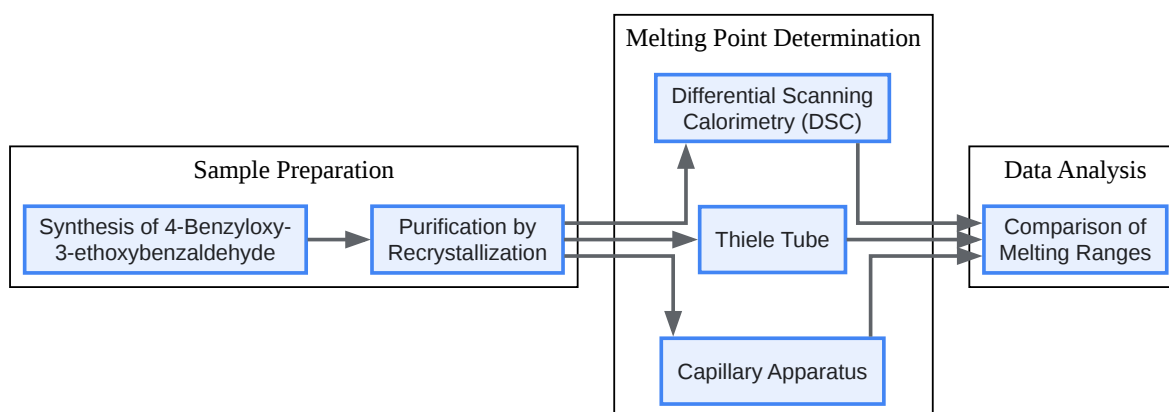 Sample Preparation
Synthesis of 4-Benzyloxy-
3-ethoxybenzaldehyde
Purification by
Recrystallization
Melting Point Determination
Differential Scanning
Calorimetry (DSC)
Thiele Tube
Capillary Apparatus
Data Analysis
Comparison of
Melting Ranges